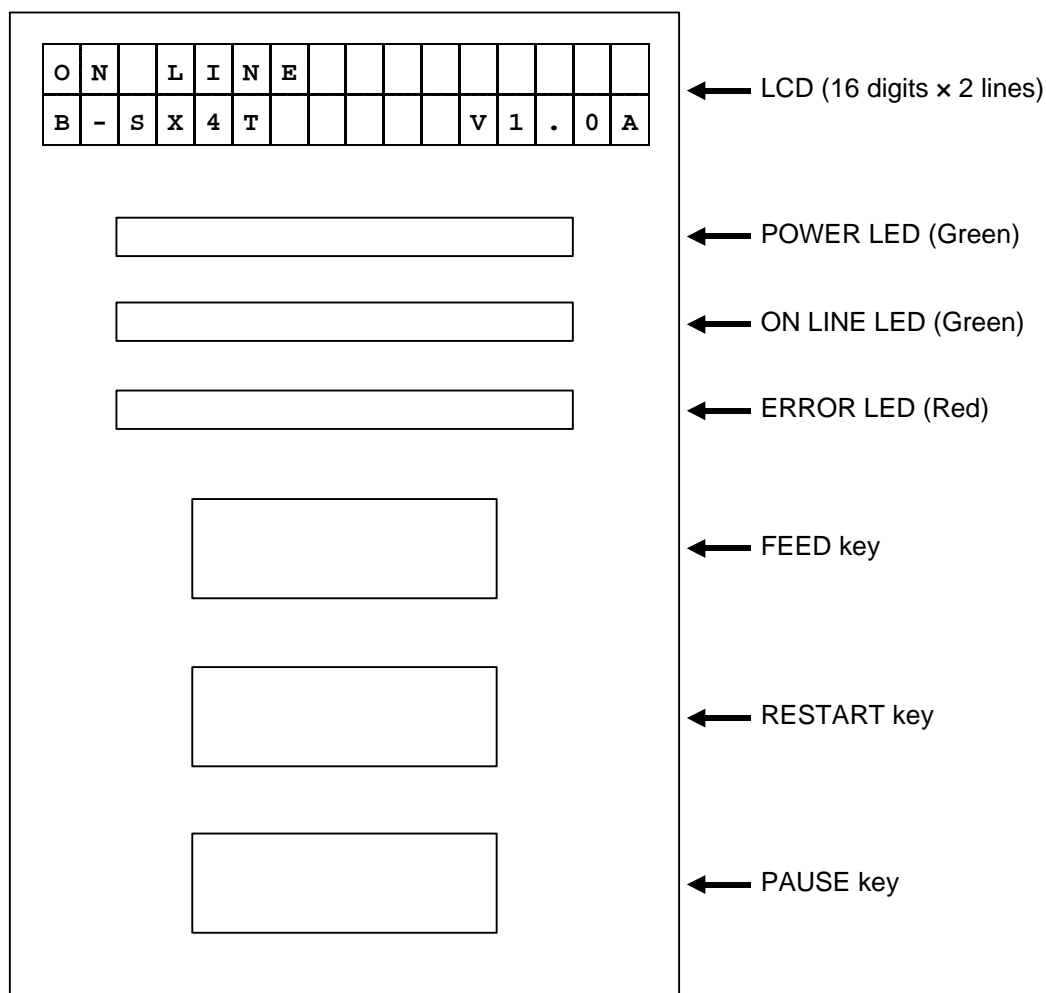 ON LINE
B-SX4T     V1.0A
LCD (16 digits × 2 lines)
POWER LED (Green)
ON LINE LED (Green)
ERROR LED (Red)
FEED key
RESTART key
PAUSE key